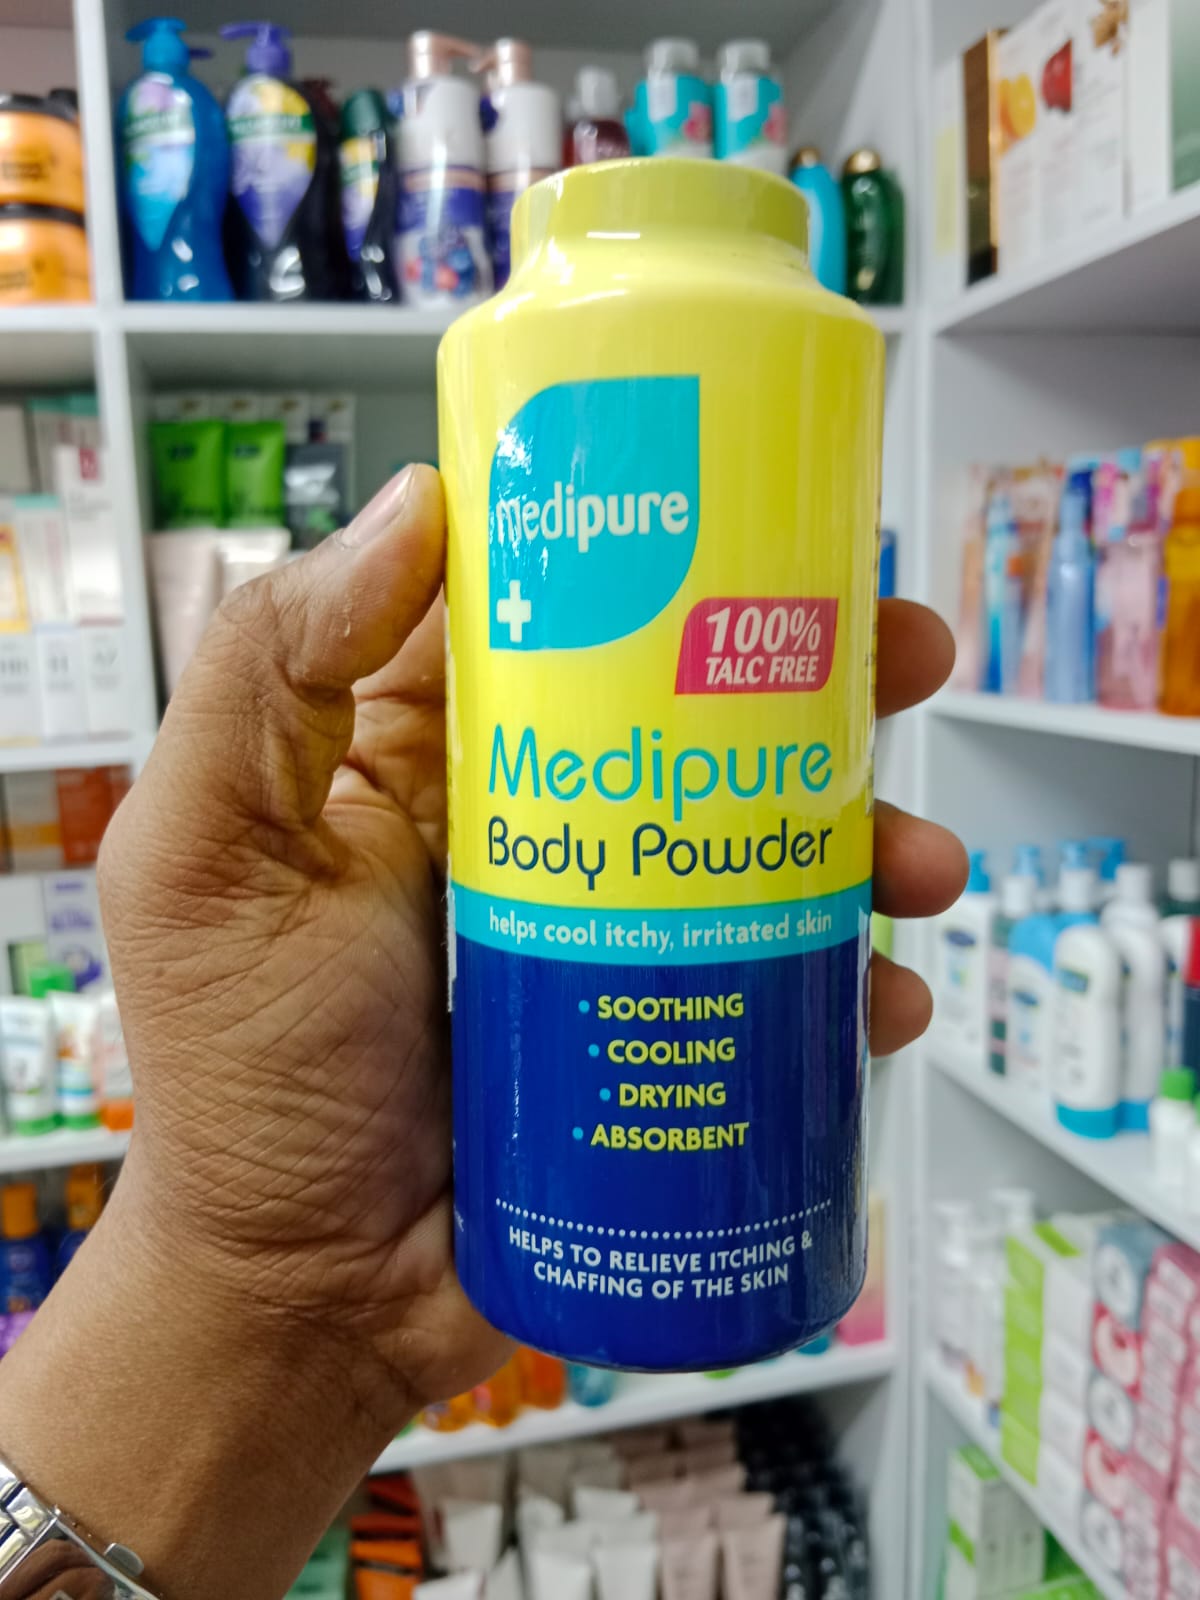 medipure
100%
TALC FREE
Medipure
Body Powder
helps cool itchy, irritated skin
• SOOTHING
• COOLING
• DRYING
• ABSORBENT
HELPS TO RELIEVE ITCHING &
CHAFFING OF THE SKIN